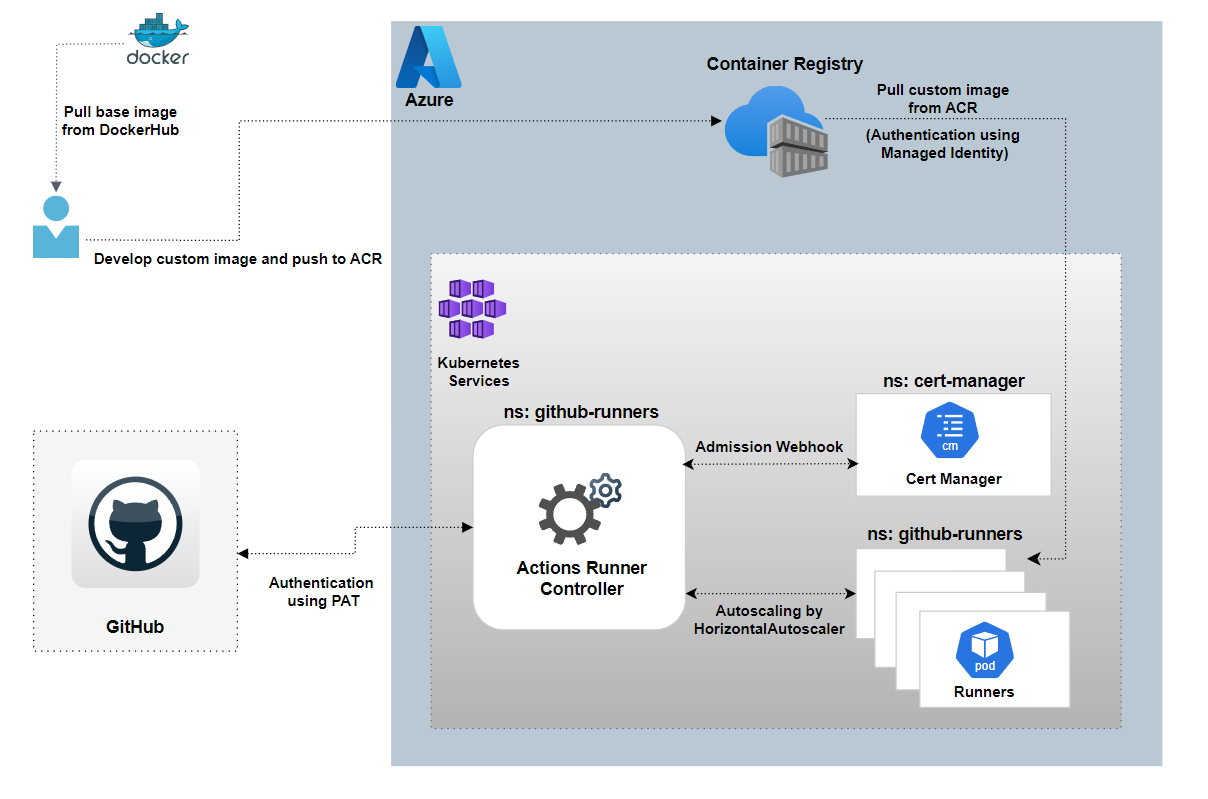 docker
Pull base image
from DockerHub
Develop custom image and push to ACR
Azure
Container Registry
Pull custom image
from ACR
(Authentication using
Managed Identity)
Kubernetes
Services
ns: github-runners
Actions Runner
Controller
Admission Webhook
ns: cert-manager
cm
Cert Manager
Autoscaling by
HorizontalAutoscaler
ns: github-runners
pod
Runners
Authentication
using PAT
GitHub